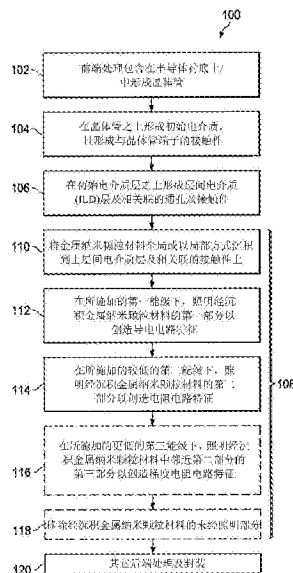 100
102
前端处理包含在半导体衬底上/
中形成晶体管
104
在晶体管之上形成初始电介质,
且形成与晶体管端子的接触件
106
在初始电介质层之上形成层间电介质
(ILD)层及相关联的通孔及接触件
110
将金属纳米颗粒材料全局或以局部方式沉积
到上层间电介质层及相关联的接触件上
112
在所施加的第一能级下,照明经沉
积金属纳米颗粒材料的第一部分以
创造导电电路特征
108
114
在所施加的较低的第二能级下,照
明经沉积金属纳米颗粒材料的第二
部分以创造电阻电路特征
116
在所施加的更低的第三能级下,照明经沉
积金属纳米颗粒材料中邻近第二部分的
第三部分以创造梯度电阻电路特征
118
移除经沉积金属纳米颗粒材料的未经照明部分
120
其它后端处理及封装